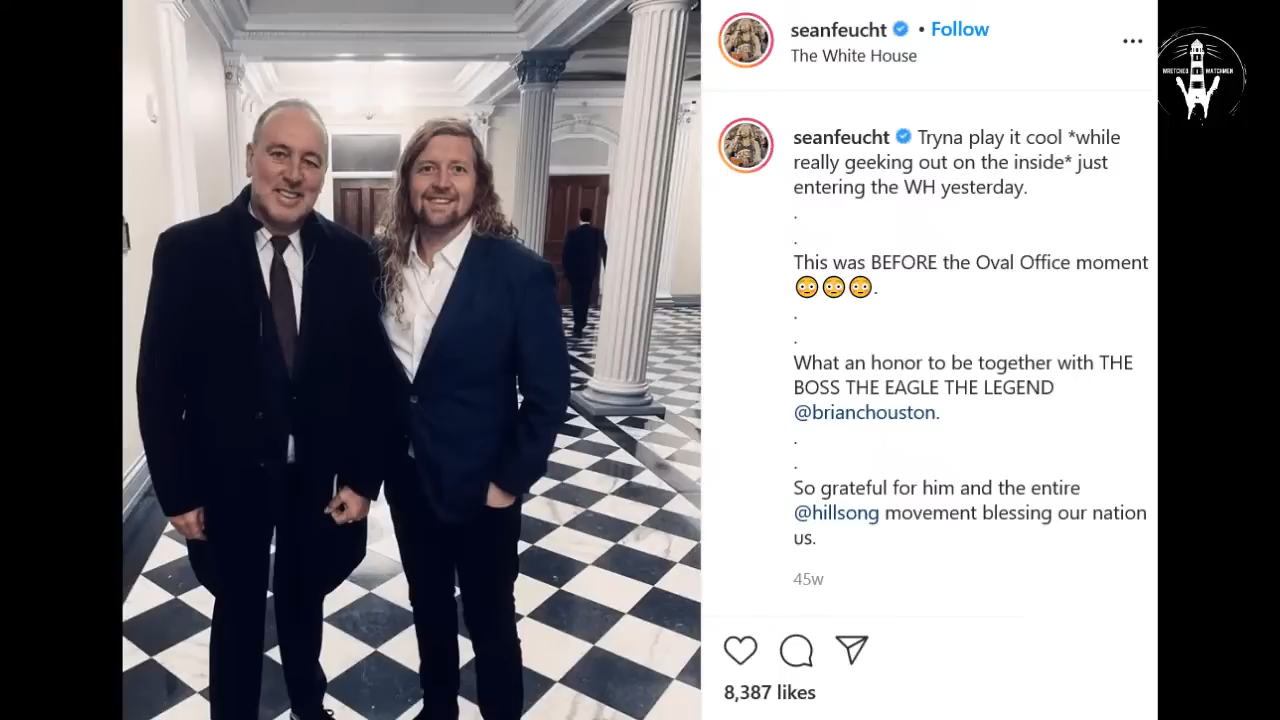 seanfeucht • Follow
The White House
WRETCHED WATCHMEN
seanfeucht Tryna play it cool *while
really geeking out on the inside* just
entering the WH yesterday.
.
.
This was BEFORE the Oval Office moment
😳😳😳.
.
.
What an honor to be together with THE
BOSS THE EAGLE THE LEGEND
@brianchouston.
.
.
So grateful for him and the entire
@hillsong movement blessing our nation
us.
45w
8,387 likes